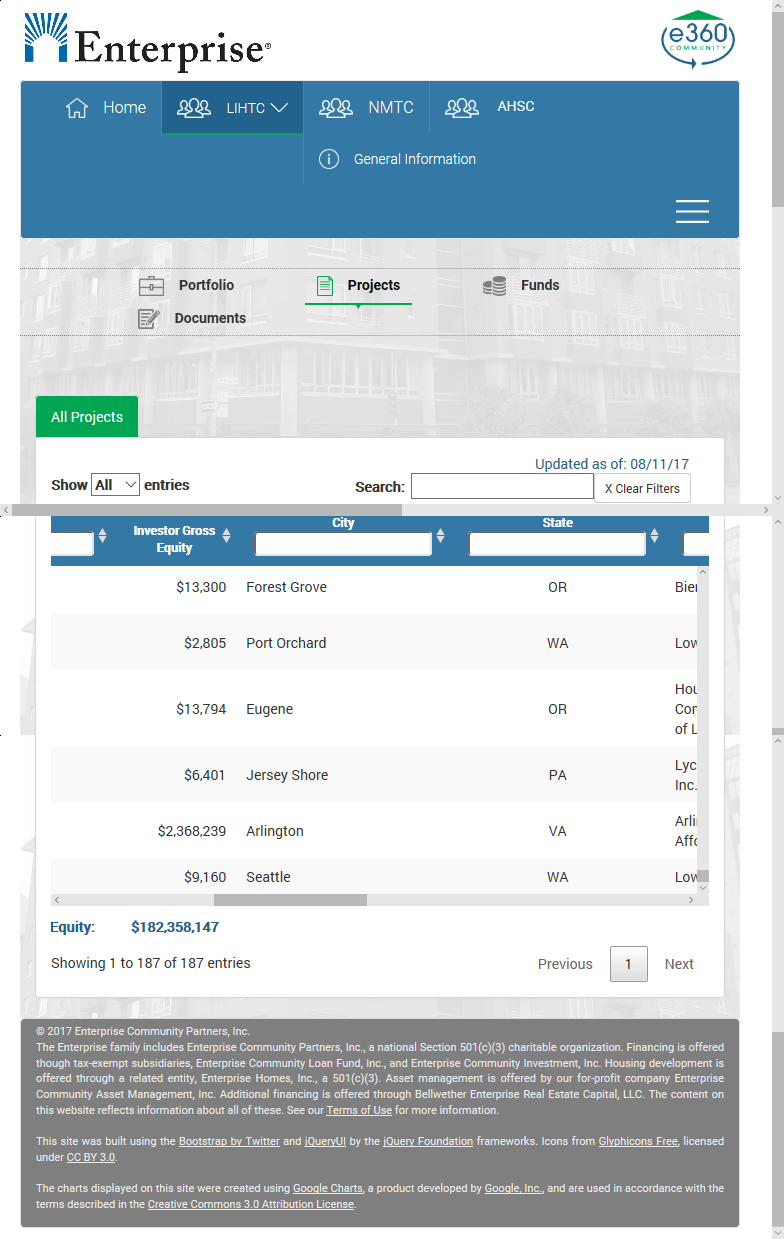 Enterprise®
e360
COMMUNITY
Home
LIHTC
NMTC
AHSC
General Information
Portfolio
Projects
Funds
Documents
All Projects
Updated as of: 08/11/17
Show All entries
Search:
X Clear Filters
Investor Gross
Equity
City
State
$13,300 Forest Grove OR Bier
$2,805 Port Orchard WA Low
Hou
$13,794 Eugene OR Con
of L
$6,401 Jersey Shore PA Lyc
Inc.
$2,368,239 Arlington VA Arli
Affo
$9,160 Seattle WA Low
Equity: $182,358,147
Showing 1 to 187 of 187 entries
Previous 1 Next
© 2017 Enterprise Community Partners, Inc.
The Enterprise family includes Enterprise Community Partners, Inc., a national Section 501(c)(3) charitable organization. Financing is offered
though tax-exempt subsidiaries, Enterprise Community Loan Fund, Inc., and Enterprise Community Investment, Inc. Housing development is
offered through a related entity, Enterprise Homes, Inc., a 501(c)(3). Asset management is offered by our for-profit company Enterprise
Community Asset Management, Inc. Additional financing is offered through Bellwether Enterprise Real Estate Capital, LLC. The content on
this website reflects information about all of these. See our Terms of Use for more information.
This site was built using the Bootstrap by Twitter and jQueryUI by the jQuery Foundation frameworks. Icons from Glyphicons Free, licensed
under CC BY 3.0.
The charts displayed on this site were created using Google Charts, a product developed by Google, Inc., and are used in accordance with the
terms described in the Creative Commons 3.0 Attribution License.